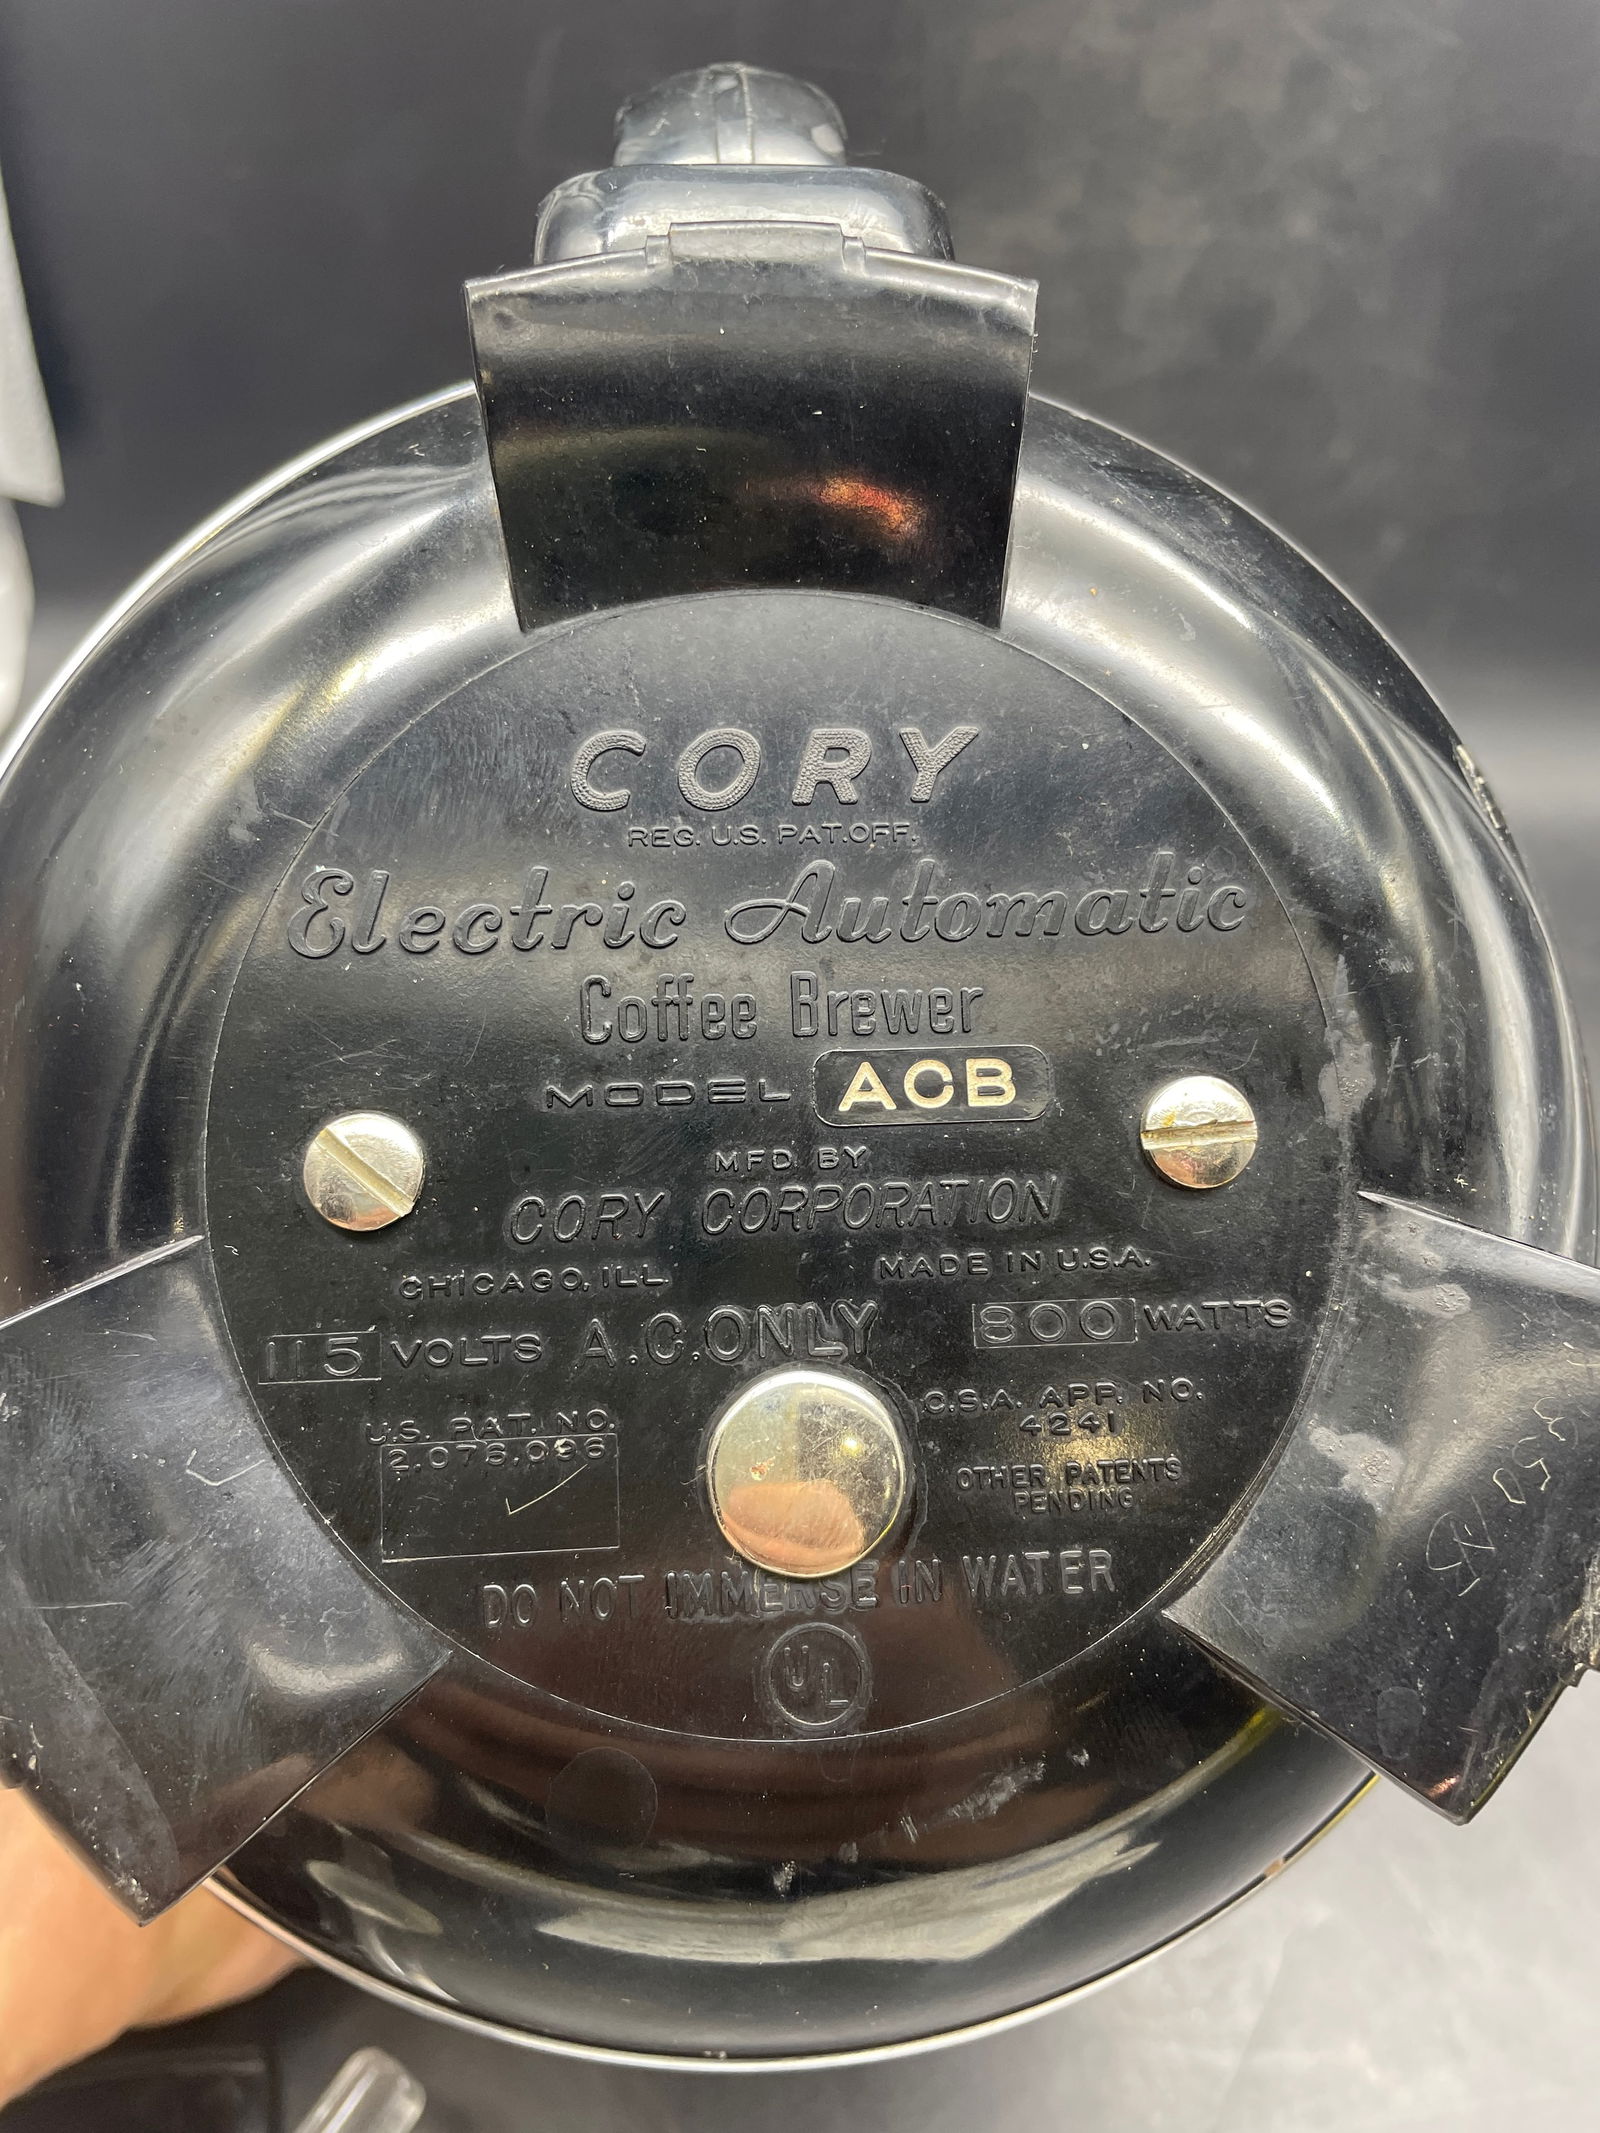 CORY
REG. U.S. PAT. OFF.
Electric Automatic
Coffee Brewer
MODEL ACB
MFD BY
CORY CORPORATION
CHICAGO, ILL. MADE IN U.S.A.
115 VOLTS A.C. ONLY 800 WATTS
U.S. PAT. NO.
2,076,096
C.S.A. APP. NO.
4241
OTHER PATENTS
PENDING
DO NOT IMMERSE IN WATER
UL